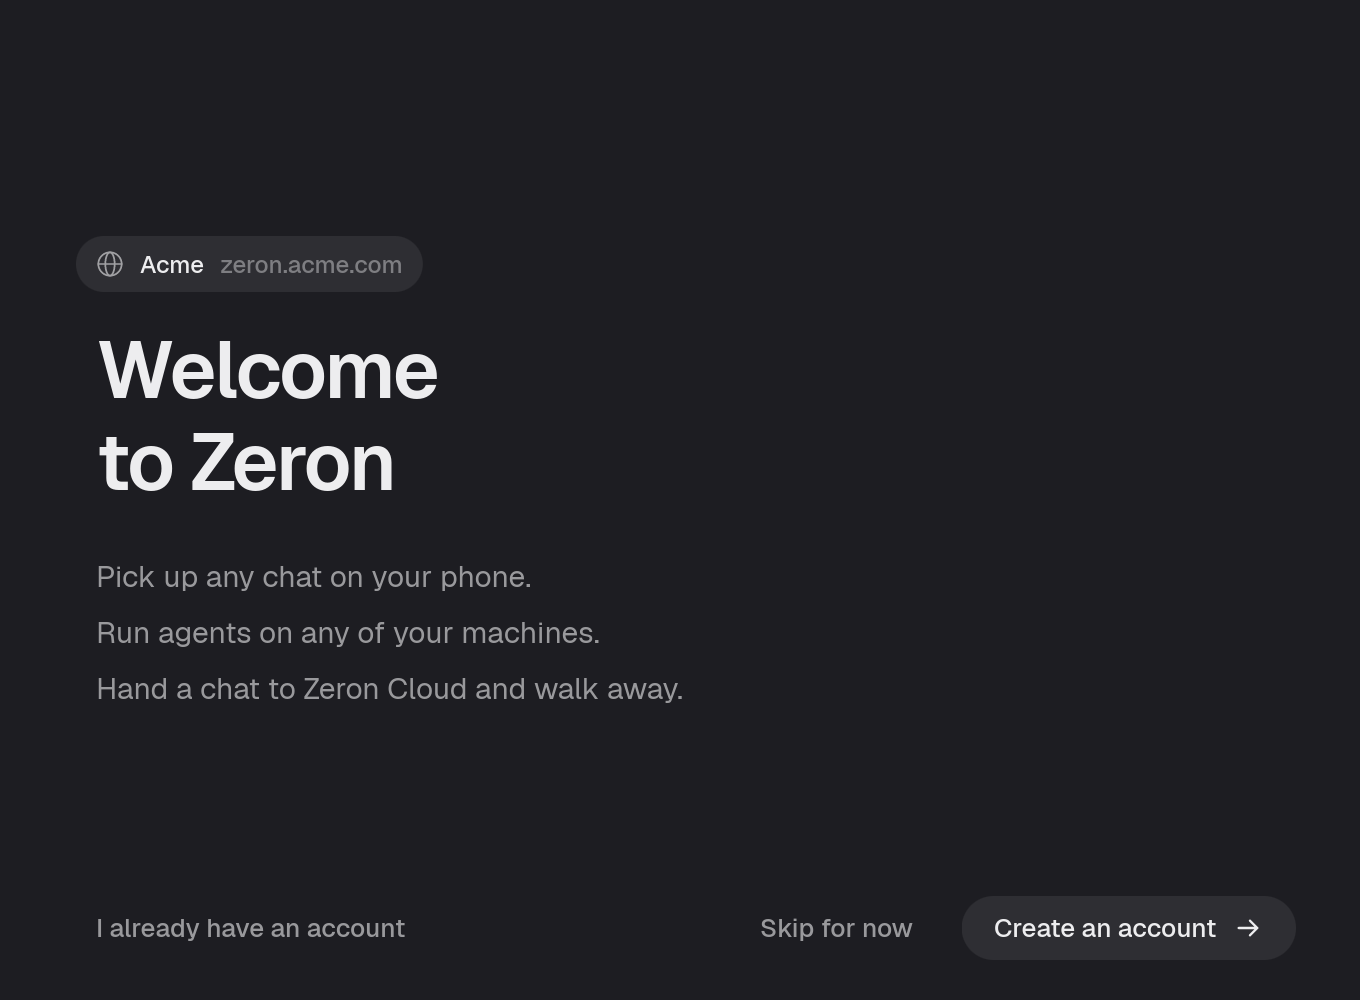 Acme zeron.acme.com
Welcome
to Zeron
Pick up any chat on your phone.
Run agents on any of your machines.
Hand a chat to Zeron Cloud and walk away.
I already have an account
Skip for now
Create an account